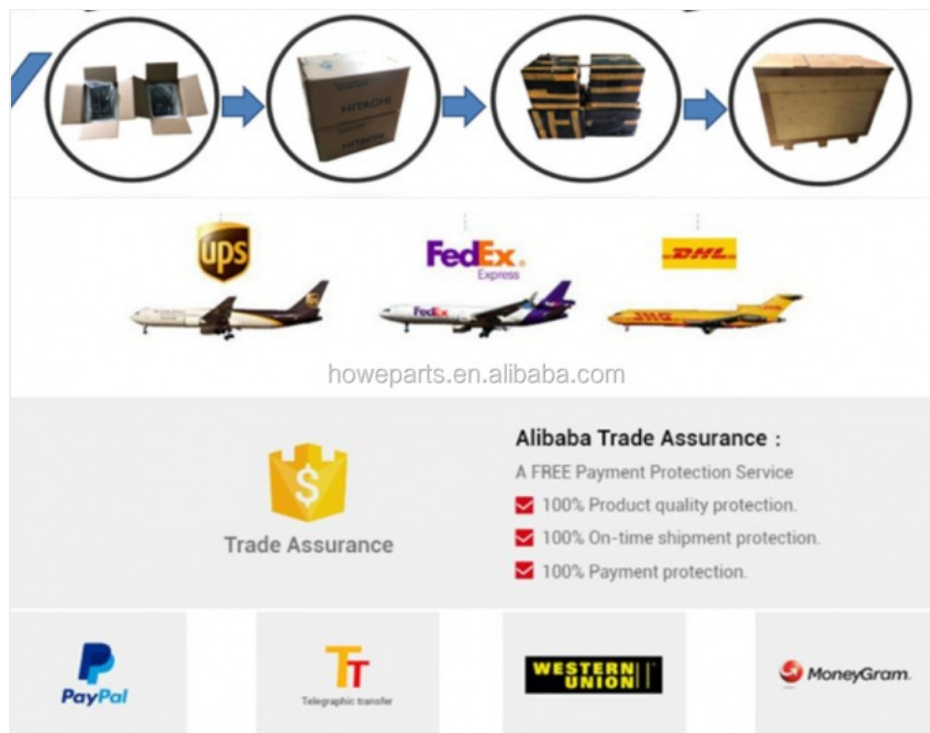 HITACHI
HITACHI
ups
FedEx®
Express
DHL
FedEx
howeparts.en.alibaba.com
Alibaba Trade Assurance :
A FREE Payment Protection Service
100% Product quality protection.
100% On-time shipment protection.
100% Payment protection.
$
Trade Assurance
PayPal
TT
Telegraphic transfer
WESTERN
UNION
MoneyGram.